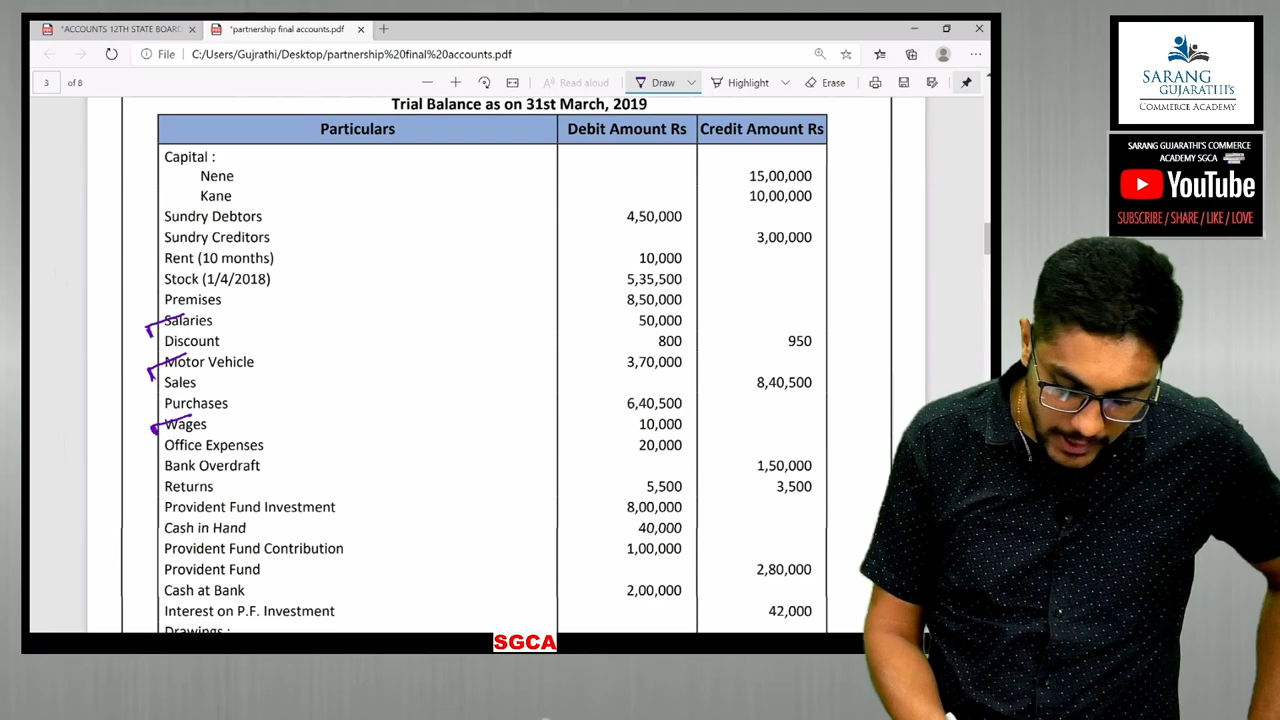 *ACCOUNTS 12TH STATE BOARD
*partnership final accounts.pdf
File
C:/Users/Gujrathi/Desktop/partnership%20final%20accounts.pdf
3 of 8
Read aloud
Draw
Highlight
Erase
Trial Balance as on 31st March, 2019
Particulars Debit Amount Rs Credit Amount Rs
Capital :
Nene 15,00,000
Kane 10,00,000
Sundry Debtors 4,50,000
Sundry Creditors 3,00,000
Rent (10 months) 10,000
Stock (1/4/2018) 5,35,500
Premises 8,50,000
Salaries 50,000
Discount 800 950
Motor Vehicle 3,70,000
Sales 8,40,500
Purchases 6,40,500
Wages 10,000
Office Expenses 20,000
Bank Overdraft 1,50,000
Returns 5,500 3,500
Provident Fund Investment 8,00,000
Cash in Hand 40,000
Provident Fund Contribution 1,00,000
Provident Fund 2,80,000
Cash at Bank 2,00,000
Interest on P.F. Investment 42,000
Drawings :
SGCA
SARANG
GUJARATHI'S
COMMERCE ACADEMY
SARANG GUJARATHI'S COMMERCE
ACADEMY SGCA
YouTube
SUBSCRIBE / SHARE / LIKE / LOVE